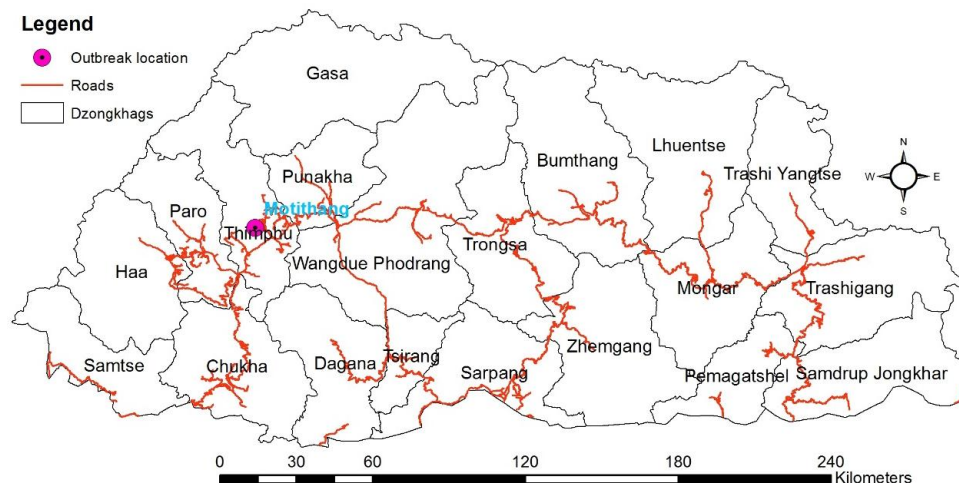 Legend
Outbreak location
Roads
Dzongkhags
Gasa
Lhuentse
Bumthang
Trashi Yangtse
Punakha
Motithang
Paro
Thimphu
Trongsa
Wangdue Phodrang
Haa
Mongar
Trashigang
Zhemgang
Tsirang
Dagana
Chukha
Samtse
Sarpang
Pemagatshel
Samdrup Jongkhar
N
W E
S
0 30 60 120 180 240
Kilometers